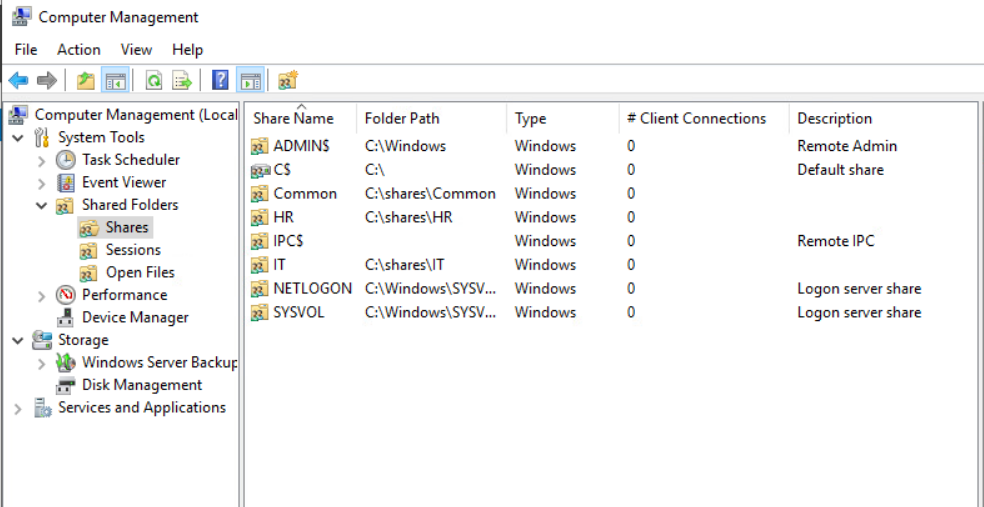 Computer Management
File Action View Help
Computer Management (Local
System Tools
Task Scheduler
Event Viewer
Shared Folders
Shares
Sessions
Open Files
Performance
Device Manager
Storage
Windows Server Backup
Disk Management
Services and Applications
Share Name Folder Path Type # Client Connections Description
ADMIN$ C:\Windows Windows 0 Remote Admin
C$ C:\ Windows 0 Default share
Common C:\shares\Common Windows 0
HR C:\shares\HR Windows 0
IPC$ Windows 0 Remote IPC
IT C:\shares\IT Windows 0
NETLOGON C:\Windows\SYSV... Windows 0 Logon server share
SYSVOL C:\Windows\SYSV... Windows 0 Logon server share